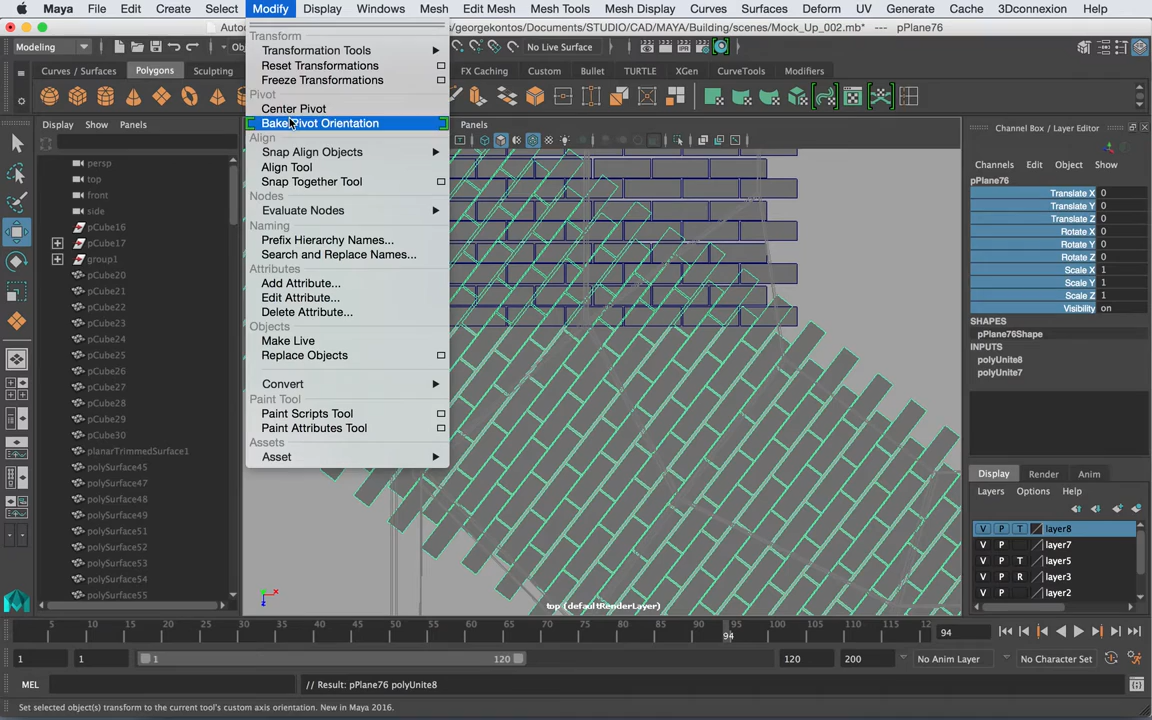 Maya File Edit Create Select Modify Display Windows Mesh Edit Mesh Mesh Tools Mesh Display Curves Surfaces Deform UV Generate Cache 3Dconnexion Help
georgekontos/Documents/STUDIO/CAD/MAYA/Building/scenes/Mock_Up_002.mb* --- pPlane76
Modeling No Live Surface
Curves / Surfaces Polygons Sculpting FX Caching Custom Bullet TURTLE XGen CurveTools Modifiers
Display Show Panels
persp
top
front
side
pCube16
pCube17
group1
pCube20
pCube21
pCube22
pCube23
pCube24
pCube25
pCube26
pCube27
pCube28
pCube29
pCube30
planarTrimmedSurface1
polySurface45
polySurface47
polySurface48
polySurface49
polySurface51
polySurface52
polySurface53
polySurface54
polySurface55
Transform
Transformation Tools
Reset Transformations
Freeze Transformations
Pivot
Center Pivot
Bake Pivot Orientation
Align
Snap Align Objects
Align Tool
Snap Together Tool
Nodes
Evaluate Nodes
Naming
Prefix Hierarchy Names...
Search and Replace Names...
Attributes
Add Attribute...
Edit Attribute...
Delete Attribute...
Objects
Make Live
Replace Objects
Convert
Paint Tool
Paint Scripts Tool
Paint Attributes Tool
Assets
Asset
Panels
top (defaultRenderLayer)
Channel Box / Layer Editor
Channels Edit Object Show
pPlane76
Translate X 0
Translate Y 0
Translate Z 0
Rotate X 0
Rotate Y 0
Rotate Z 0
Scale X 1
Scale Y 1
Scale Z 1
Visibility on
SHAPES
pPlane76Shape
INPUTS
polyUnite8
polyUnite7
Display Render Anim
Layers Options Help
V P T layer8
V P layer7
V P T layer5
V P R layer3
V P layer2
5 10 15 20 25 30 35 40 45 50 55 60 65 70 75 80 85 90 95 100 105 110 115 12
94 94
1 1 1 120 120 200 No Anim Layer No Character Set
MEL // Result: pPlane76 polyUnite8
Set selected object(s) transform to the current tool's custom axis orientation. New in Maya 2016.